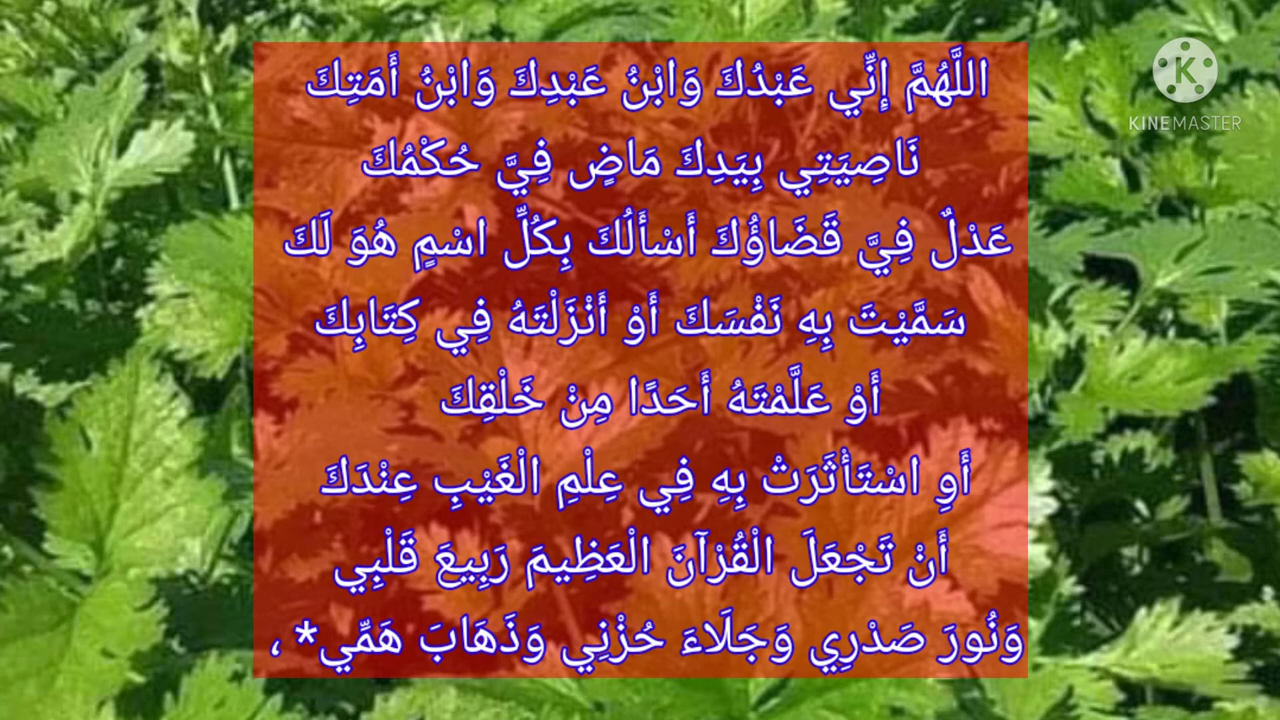 اللَّهُمَّ إِنِّي عَبْدُكَ وَابْنُ عَبْدِكَ وَابْنُ أَمَتِكَ
نَاصِيَتِي بِيَدِكَ مَاضٍ فِيَّ حُكْمُكَ
عَدْلٌ فِيَّ قَضَاؤُكَ أَسْأَلُكَ بِكُلِّ اسْمٍ هُوَ لَكَ
سَمَّيْتَ بِهِ نَفْسَكَ أَوْ أَنْزَلْتَهُ فِي كِتَابِكَ
أَوْ عَلَّمْتَهُ أَحَدًا مِنْ خَلْقِكَ
أَوِ اسْتَأْثَرَتْ بِهِ فِي عِلْمِ الْغَيْبِ عِنْدَكَ
أَنْ تَجْعَلَ الْقُرْآنَ الْعَظِيمَ رَبِيعَ قَلْبِي
وَنُورَ صَدْرِي وَجَلَاءَ حُزْنِي وَذَهَابَ هَمِّي* ،
K
KINEMASTER